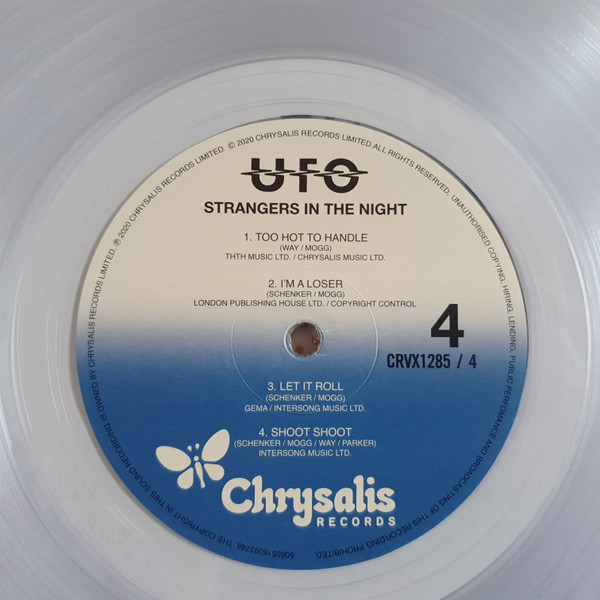 ℗ 2020 CHRYSALIS RECORDS LIMITED. © 2020 CHRYSALIS RECORDS LIMITED. ALL RIGHTS RESERVED. UNAUTHORISED COPYING, HIRING, LENDING, PUBLIC PERFOMANCE AND BROADCASTING OF THIS RECORDING PROHIBITED.
UFO
STRANGERS IN THE NIGHT
1. TOO HOT TO HANDLE
(WAY / MOGG)
THTH MUSIC LTD. / CHRYSALIS MUSIC LTD.
2. I'M A LOSER
(SCHENKER / MOGG)
LONDON PUBLISHING HOUSE LTD. / COPYRIGHT CONTROL
4
CRVX1285 / 4
3. LET IT ROLL
(SCHENKER / MOGG)
GEMA / INTERSONG MUSIC LTD.
4. SHOOT SHOOT
(SCHENKER / MOGG / WAY / PARKER)
INTERSONG MUSIC LTD.
Chrysalis
RECORDS
THE COPYRIGHT IN THIS SOUND RECORDING IS OWNED BY CHRYSALIS RECORDS LIMITED.
5060516093748